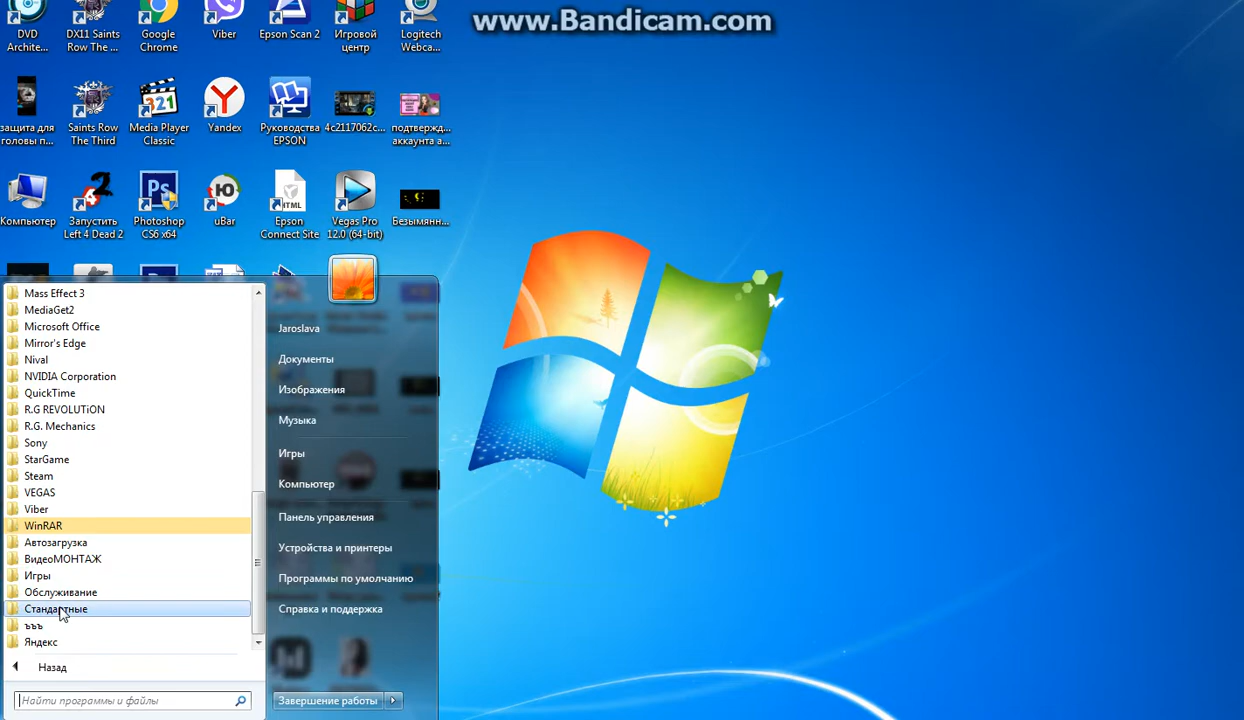 www.Bandicam.com
DVD
Archite...
DX11 Saints
Row The ...
Google
Chrome
Viber
Epson Scan 2
Игровой
центр
Logitech
Webca...
защита для
головы п...
Saints Row
The Third
Media Player
Classic
Yandex
Руководства
EPSON
4c2117062c...
подтвержд...
аккаунта а...
Компьютер
Запустить
Left 4 Dead 2
Photoshop
CS6 x64
uBar
Epson
Connect Site
Vegas Pro
12.0 (64-bit)
Безымянн...
Mass Effect 3
MediaGet2
Microsoft Office
Mirror's Edge
Nival
NVIDIA Corporation
QuickTime
R.G REVOLUTiON
R.G. Mechanics
Sony
StarGame
Steam
VEGAS
Viber
WinRAR
Автозагрузка
ВидеоМОНТАЖ
Игры
Обслуживание
Стандартные
ъъъ
Яндекс
Назад
Найти программы и файлы
Jaroslava
Документы
Изображения
Музыка
Игры
Компьютер
Панель управления
Устройства и принтеры
Программы по умолчанию
Справка и поддержка
Завершение работы